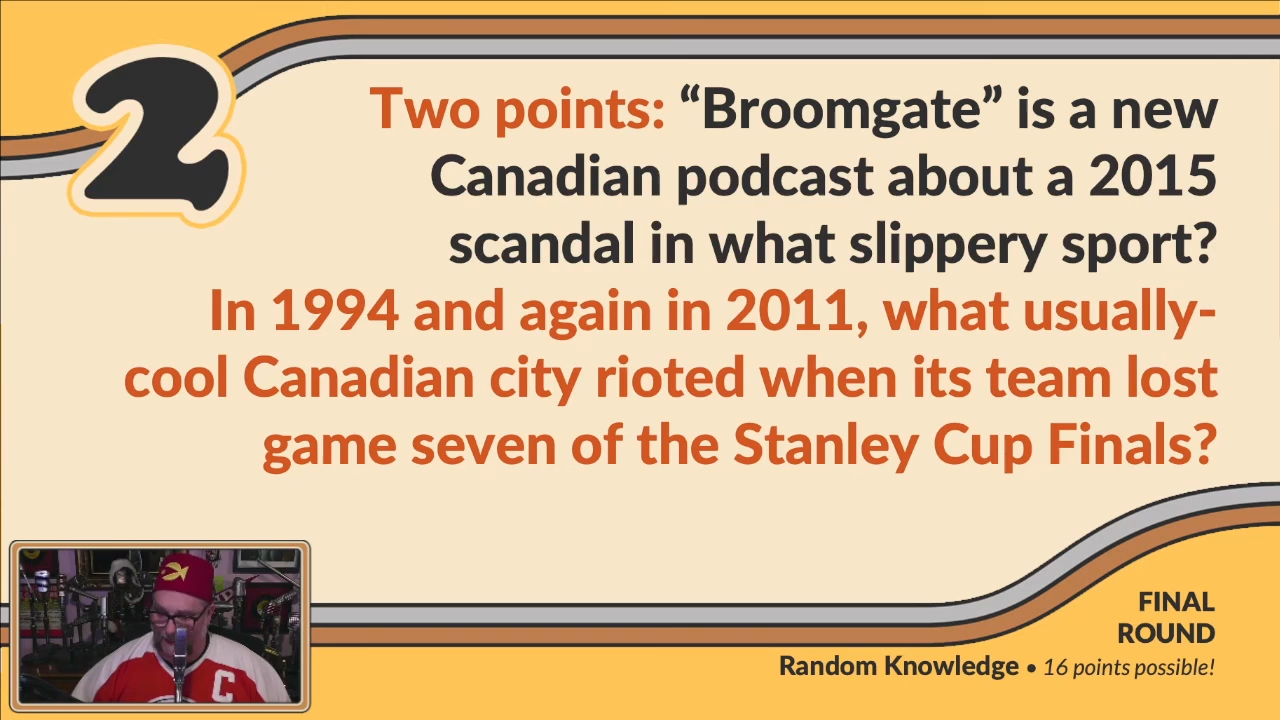 2
Two points: “Broomgate” is a new
Canadian podcast about a 2015
scandal in what slippery sport?
In 1994 and again in 2011, what usually-
cool Canadian city rioted when its team lost
game seven of the Stanley Cup Finals?
C
FINAL
ROUND
Random Knowledge • 16 points possible!